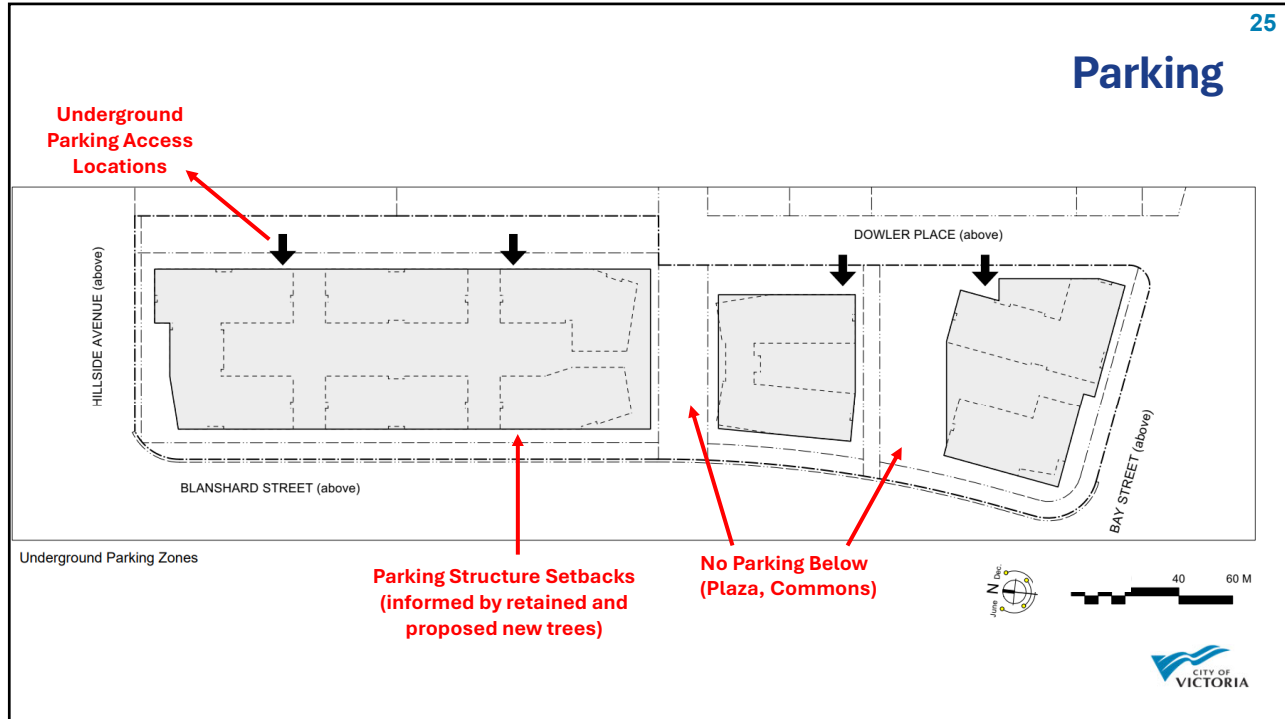 25
Parking
Underground
Parking Access
Locations
DOWLER PLACE (above)
HILLSIDE AVENUE (above)
BLANSHARD STREET (above)
BAY STREET (above)
Underground Parking Zones
Parking Structure Setbacks
(informed by retained and
proposed new trees)
No Parking Below
(Plaza, Commons)
June N Dec.
40 60 M
CITY OF
VICTORIA